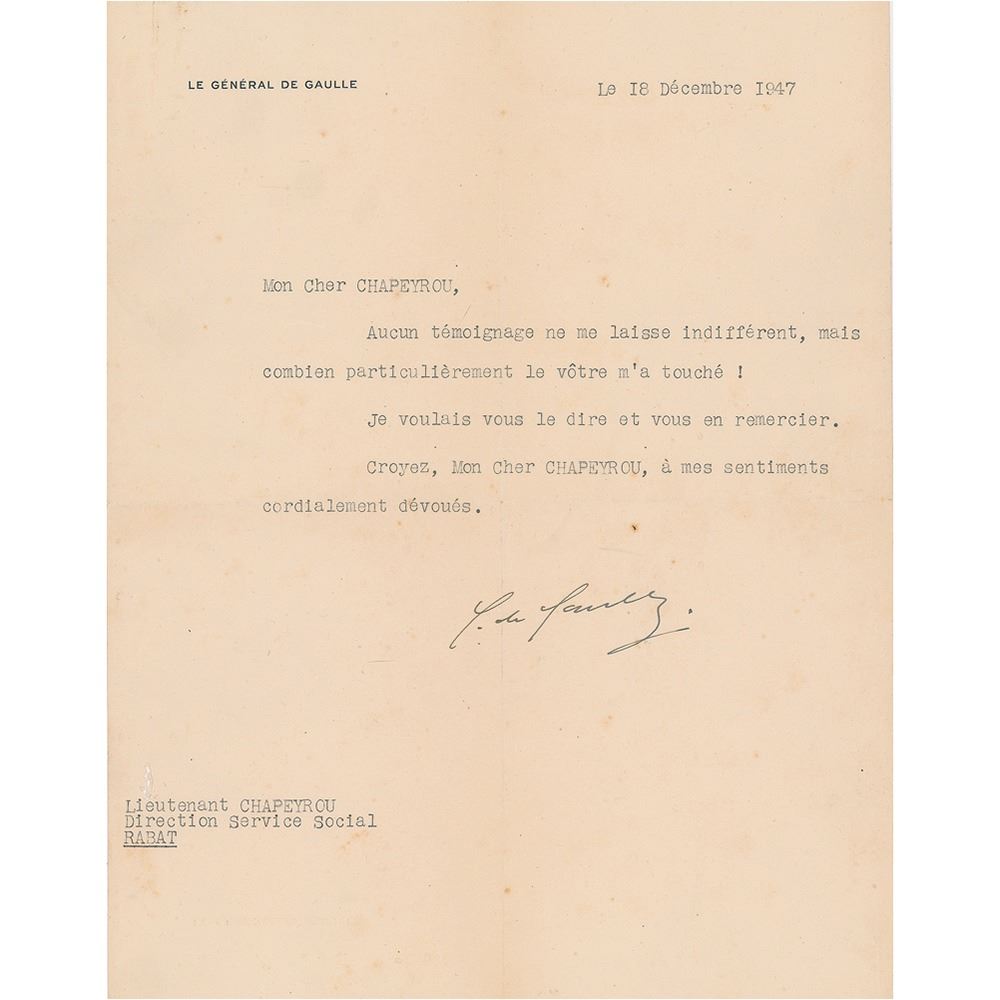 LE GÉNÉRAL DE GAULLE
Le 18 Décembre 1947
Mon Cher CHAPEYROU,
Aucun témoignage ne me laisse indifférent, mais
combien particulièrement le vôtre m'a touché !
Je voulais vous le dire et vous en remercier.
Croyez, Mon Cher CHAPEYROU, à mes sentiments
cordialement dévoués.
C. de Gaulle.
Lieutenant CHAPEYROU
Direction Service Social
RABAT